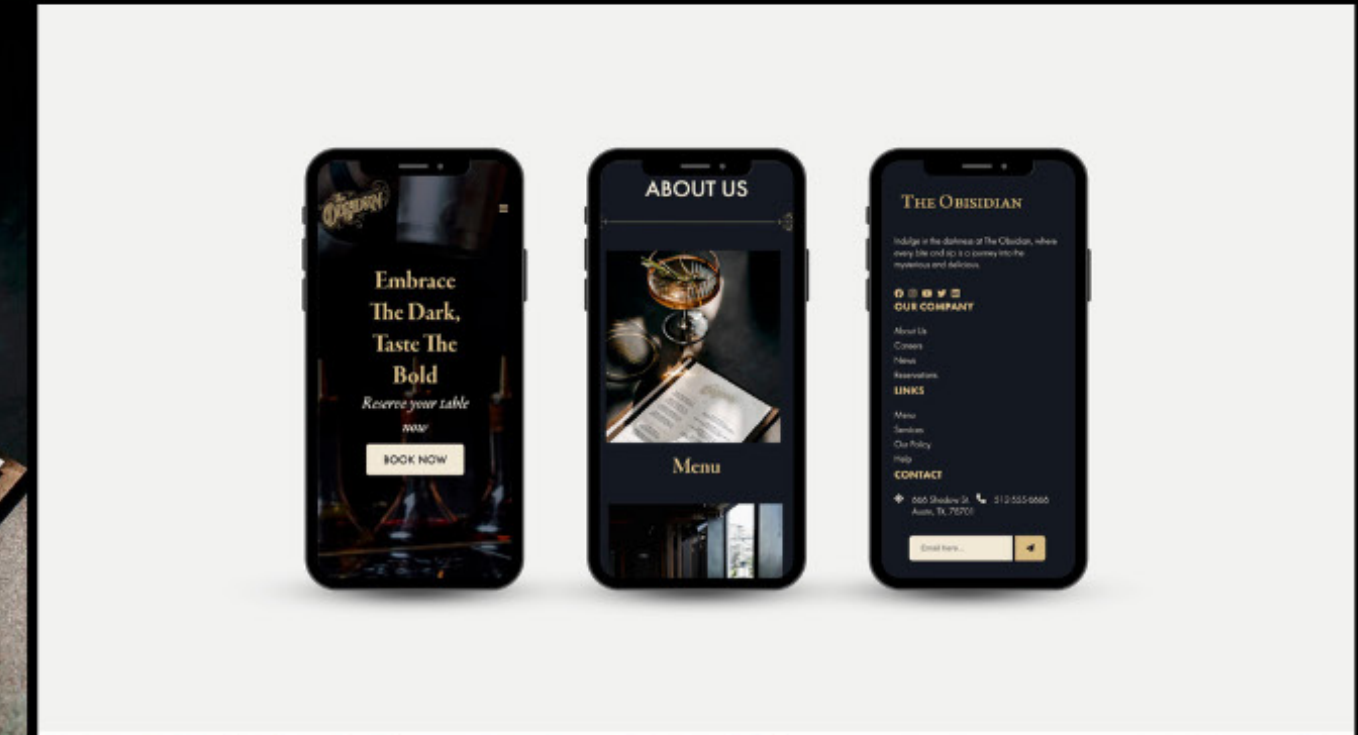 The
Obsidian
Embrace
The Dark,
Taste The
Bold
Reserve your table
now
BOOK NOW
ABOUT US
Menu
THE OBISIDIAN
Indulge in the darkness at The Obsidian, where
every bite and sip is a journey into the
mysterious and delicious.
OUR COMPANY
About Us
Careers
News
Reservations
LINKS
Menu
Services
Our Policy
Help
CONTACT
666 Shadow St. 512-555-6666
Austin, TX, 78701
Email here...